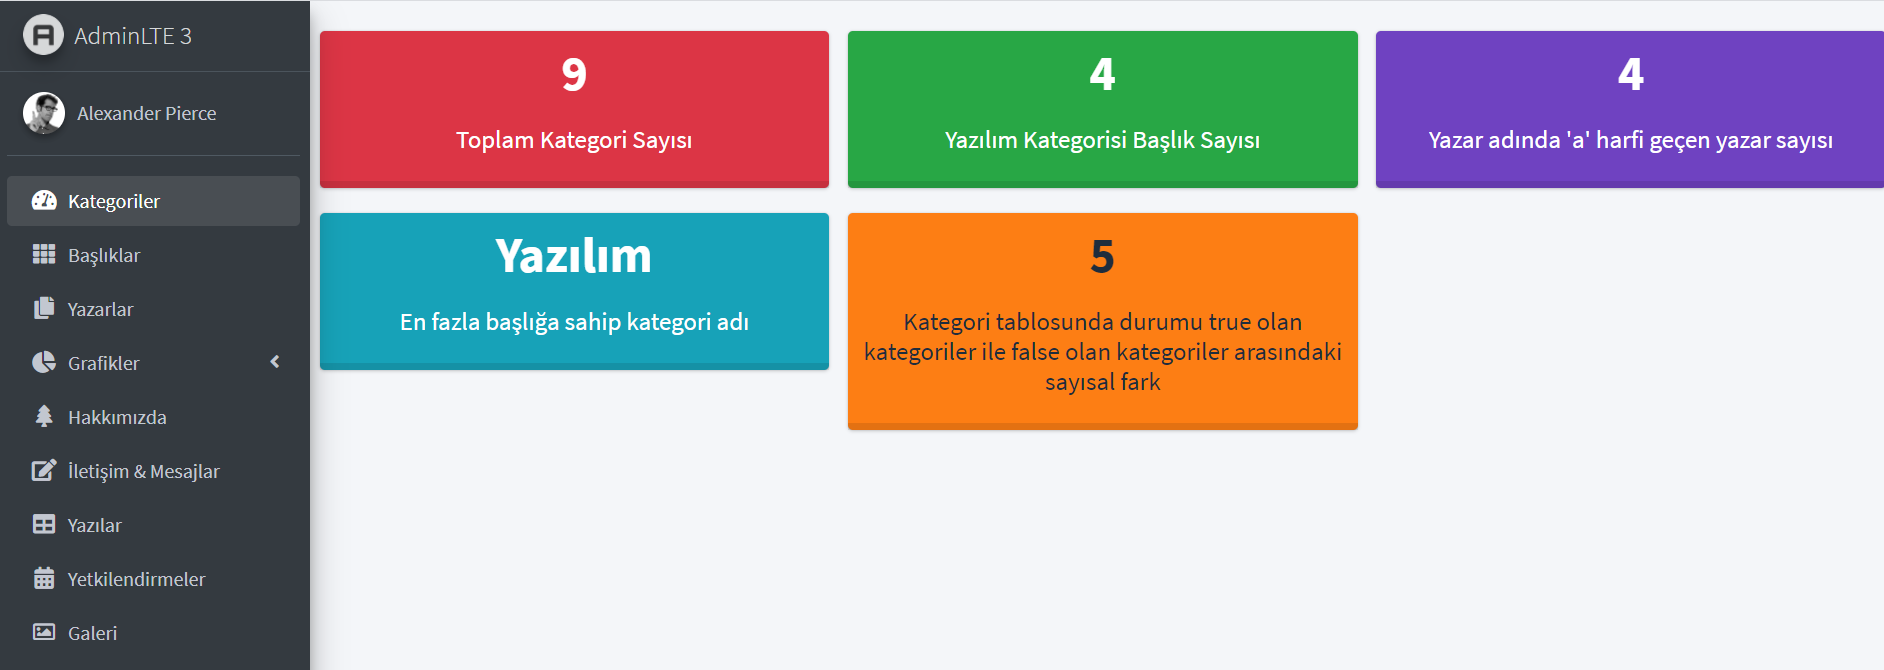 AdminLTE 3
Alexander Pierce
Kategoriler
Başlıklar
Yazarlar
Grafikler
Hakkımızda
İletişim & Mesajlar
Yazılar
Yetkilendirmeler
Galeri
9
Toplam Kategori Sayısı
4
Yazılım Kategorisi Başlık Sayısı
4
Yazar adında 'a' harfi geçen yazar sayısı
Yazılım
En fazla başlığa sahip kategori adı
5
Kategori tablosunda durumu true olan
kategoriler ile false olan kategoriler arasındaki
sayısal fark